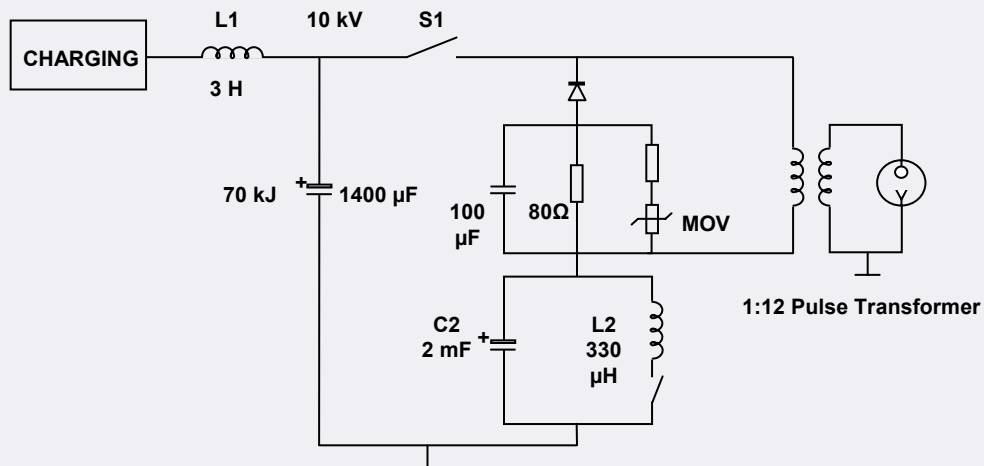 L1
10 kV
S1
CHARGING
3 H
70 kJ
+
1400 µF
100
µF
80Ω
MOV
1:12 Pulse Transformer
C2
2 mF
+
L2
330
µH